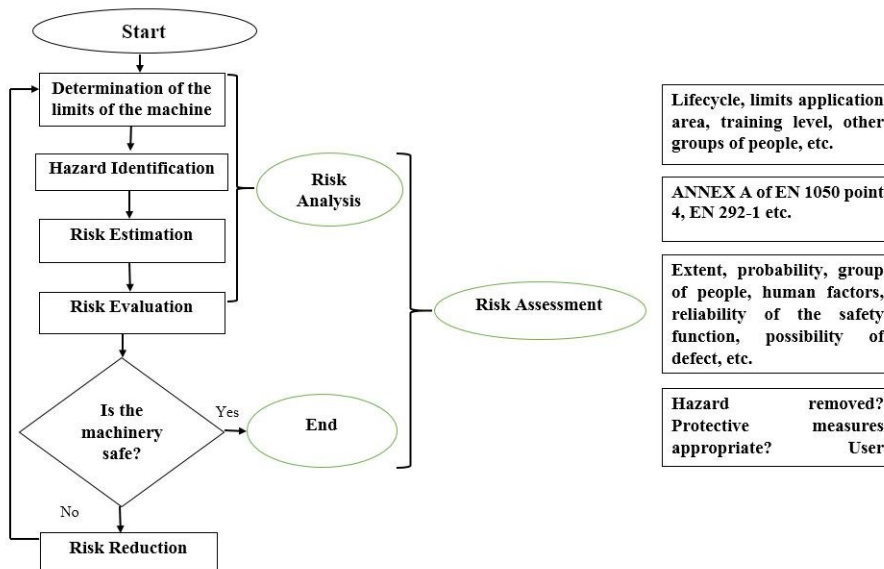 Start
Determination of the
limits of the machine
Hazard Identification
Risk Estimation
Risk Evaluation
Is the
machinery
safe?
Yes
No
Risk Reduction
Risk
Analysis
End
Risk Assessment
Lifecycle, limits application
area, training level, other
groups of people, etc.
ANNEX A of EN 1050 point
4, EN 292-1 etc.
Extent, probability, group
of people, human factors,
reliability of the safety
function, possibility of
defect, etc.
Hazard removed?
Protective measures
appropriate? User